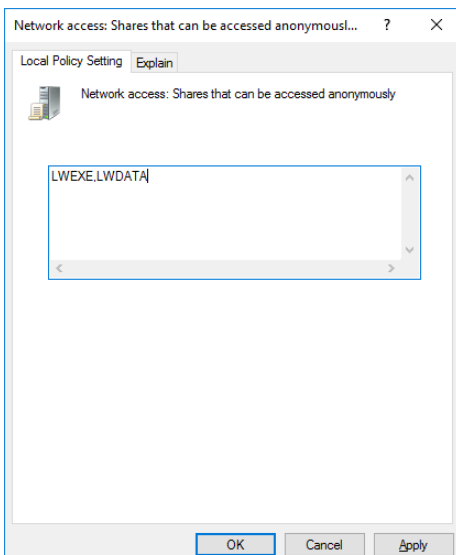 Network access: Shares that can be accessed anonymousl... ? ×
Local Policy Setting Explain
Network access: Shares that can be accessed anonymously
LWEXE,LWDATA
OK Cancel Apply